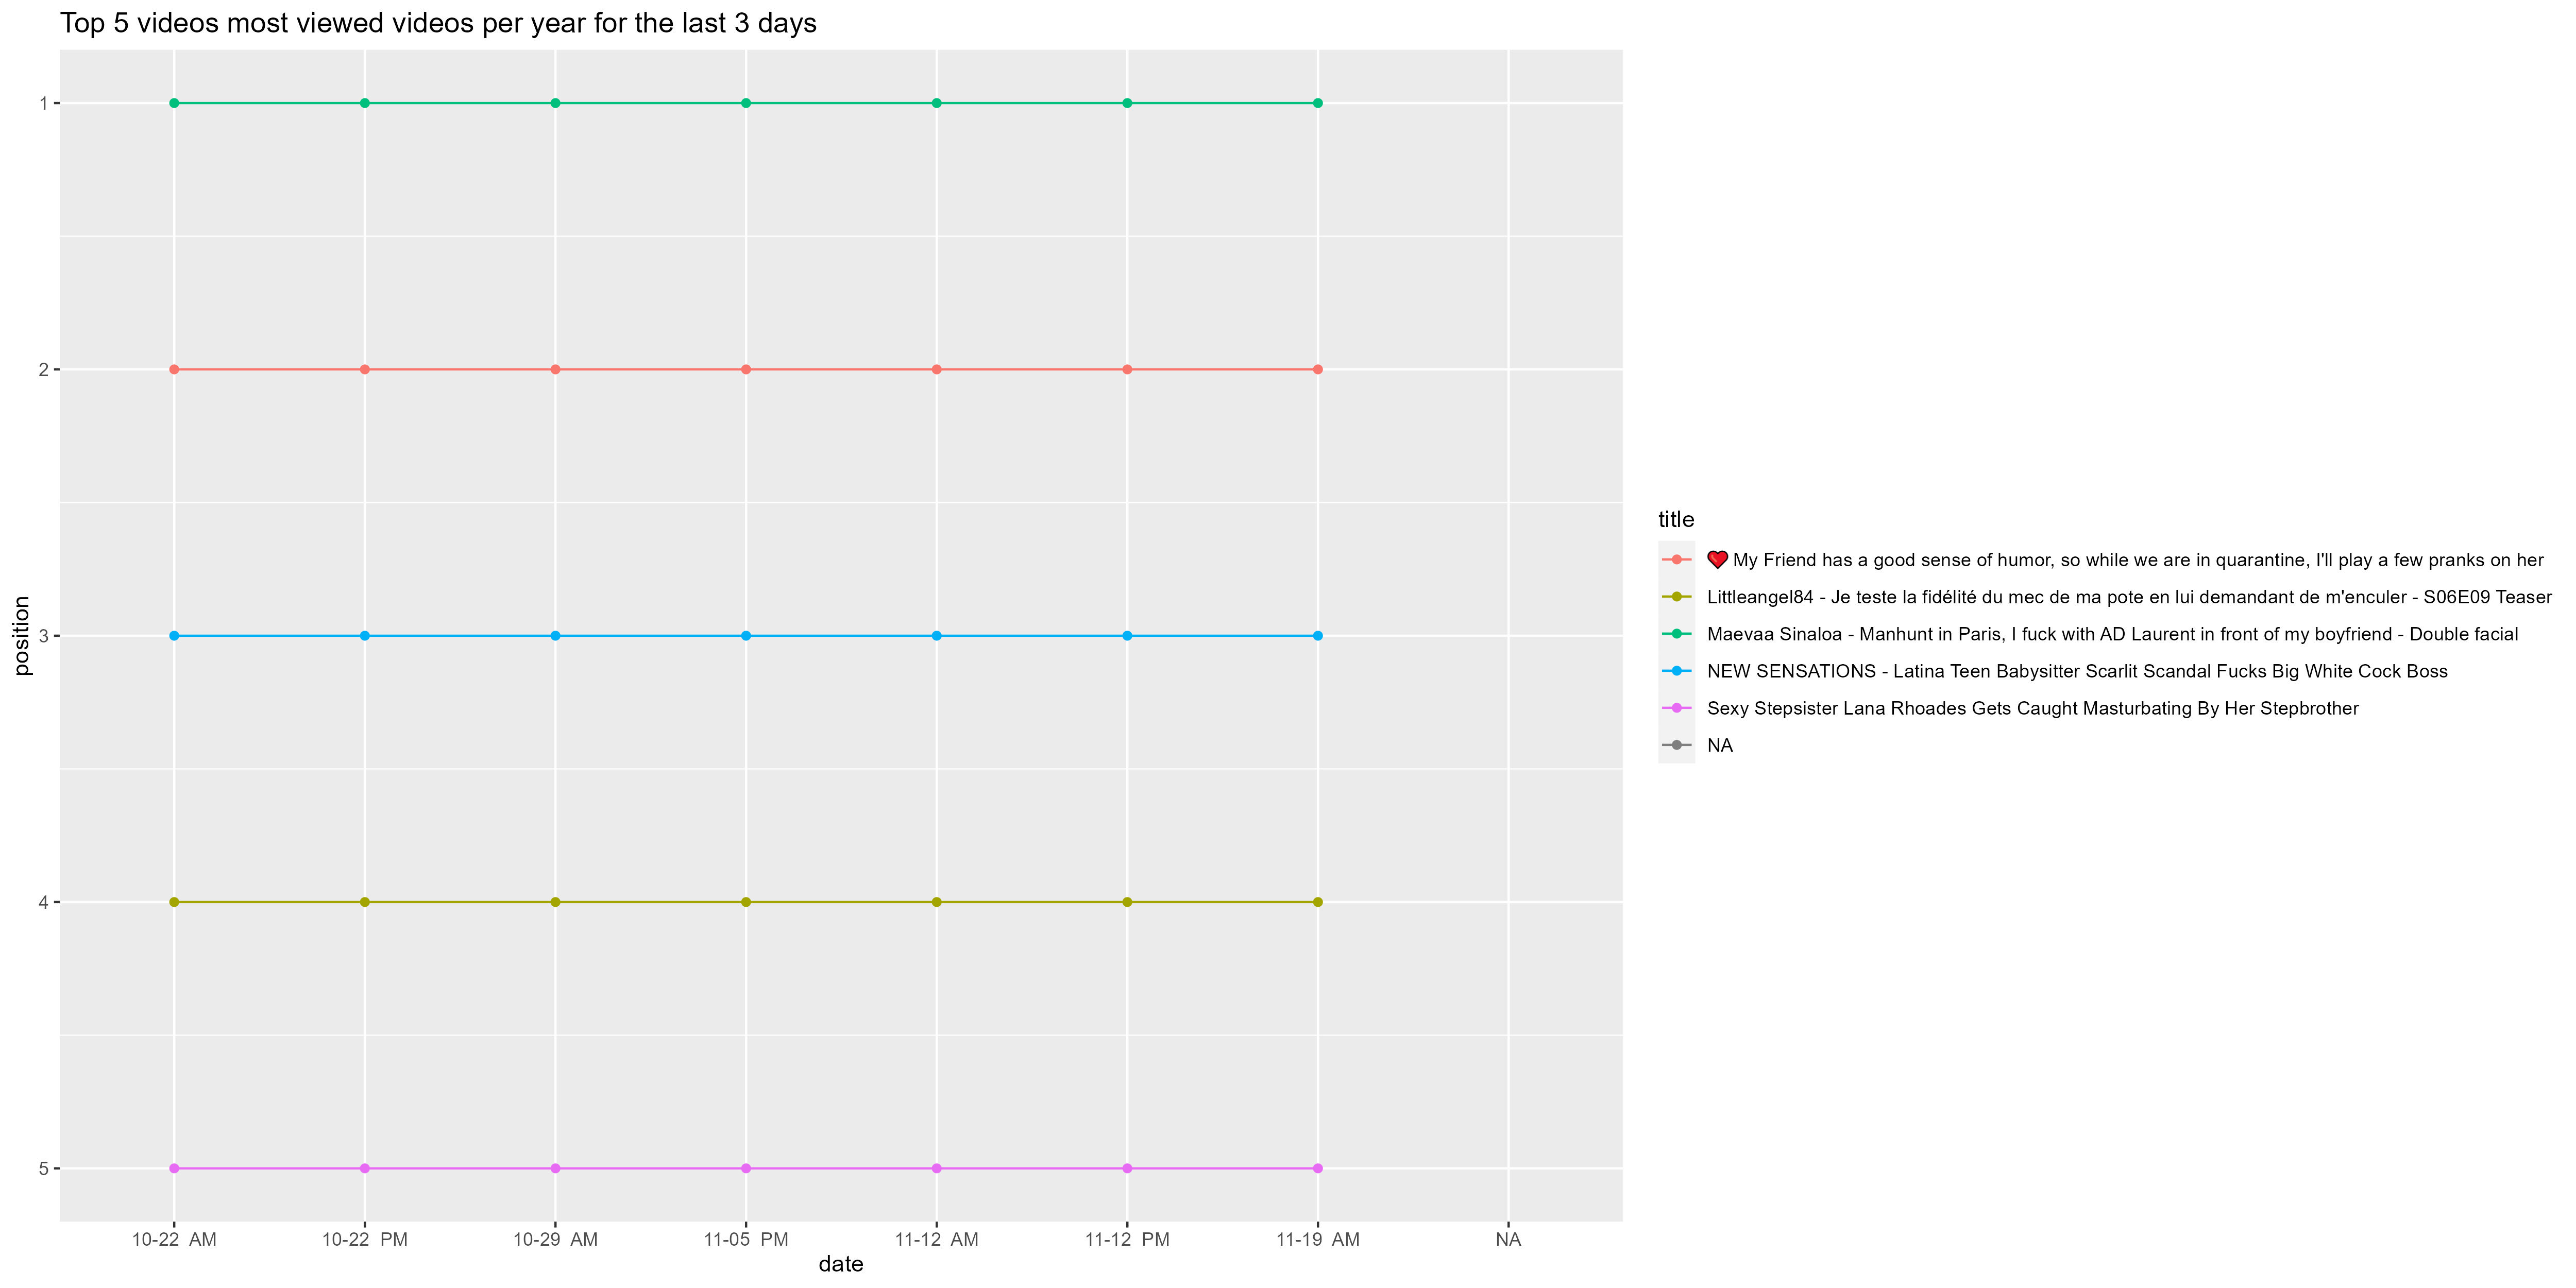 Top 5 videos most viewed videos per year for the last 3 days
position
1
2
3
4
5
10-22 AM
10-22 PM
10-29 AM
11-05 PM
11-12 AM
11-12 PM
11-19 AM
NA
date
title
❤️ My Friend has a good sense of humor, so while we are in quarantine, I'll play a few pranks on her
Littleangel84 - Je teste la fidélité du mec de ma pote en lui demandant de m'enculer - S06E09 Teaser
Maevaa Sinaloa - Manhunt in Paris, I fuck with AD Laurent in front of my boyfriend - Double facial
NEW SENSATIONS - Latina Teen Babysitter Scarlit Scandal Fucks Big White Cock Boss
Sexy Stepsister Lana Rhoades Gets Caught Masturbating By Her Stepbrother
NA